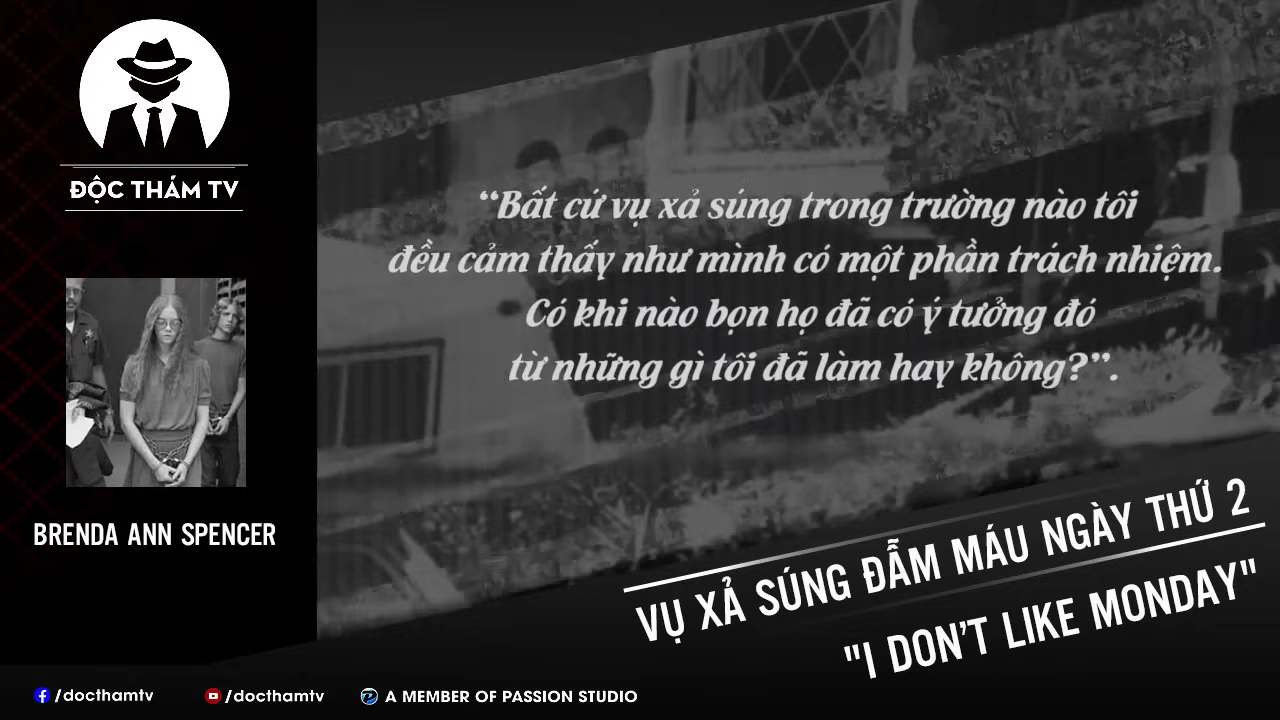 ĐỘC THÁM TV
BRENDA ANN SPENCER
“Bất cứ vụ xả súng trong trường nào tôi
đều cảm thấy như mình có một phần trách nhiệm.
Có khi nào bọn họ đã có ý tưởng đó
từ những gì tôi đã làm hay không?”.
VỤ XẢ SÚNG ĐẪM MÁU NGÀY THỨ 2
"I DON’T LIKE MONDAY"
/docthamtv
/docthamtv
A MEMBER OF PASSION STUDIO